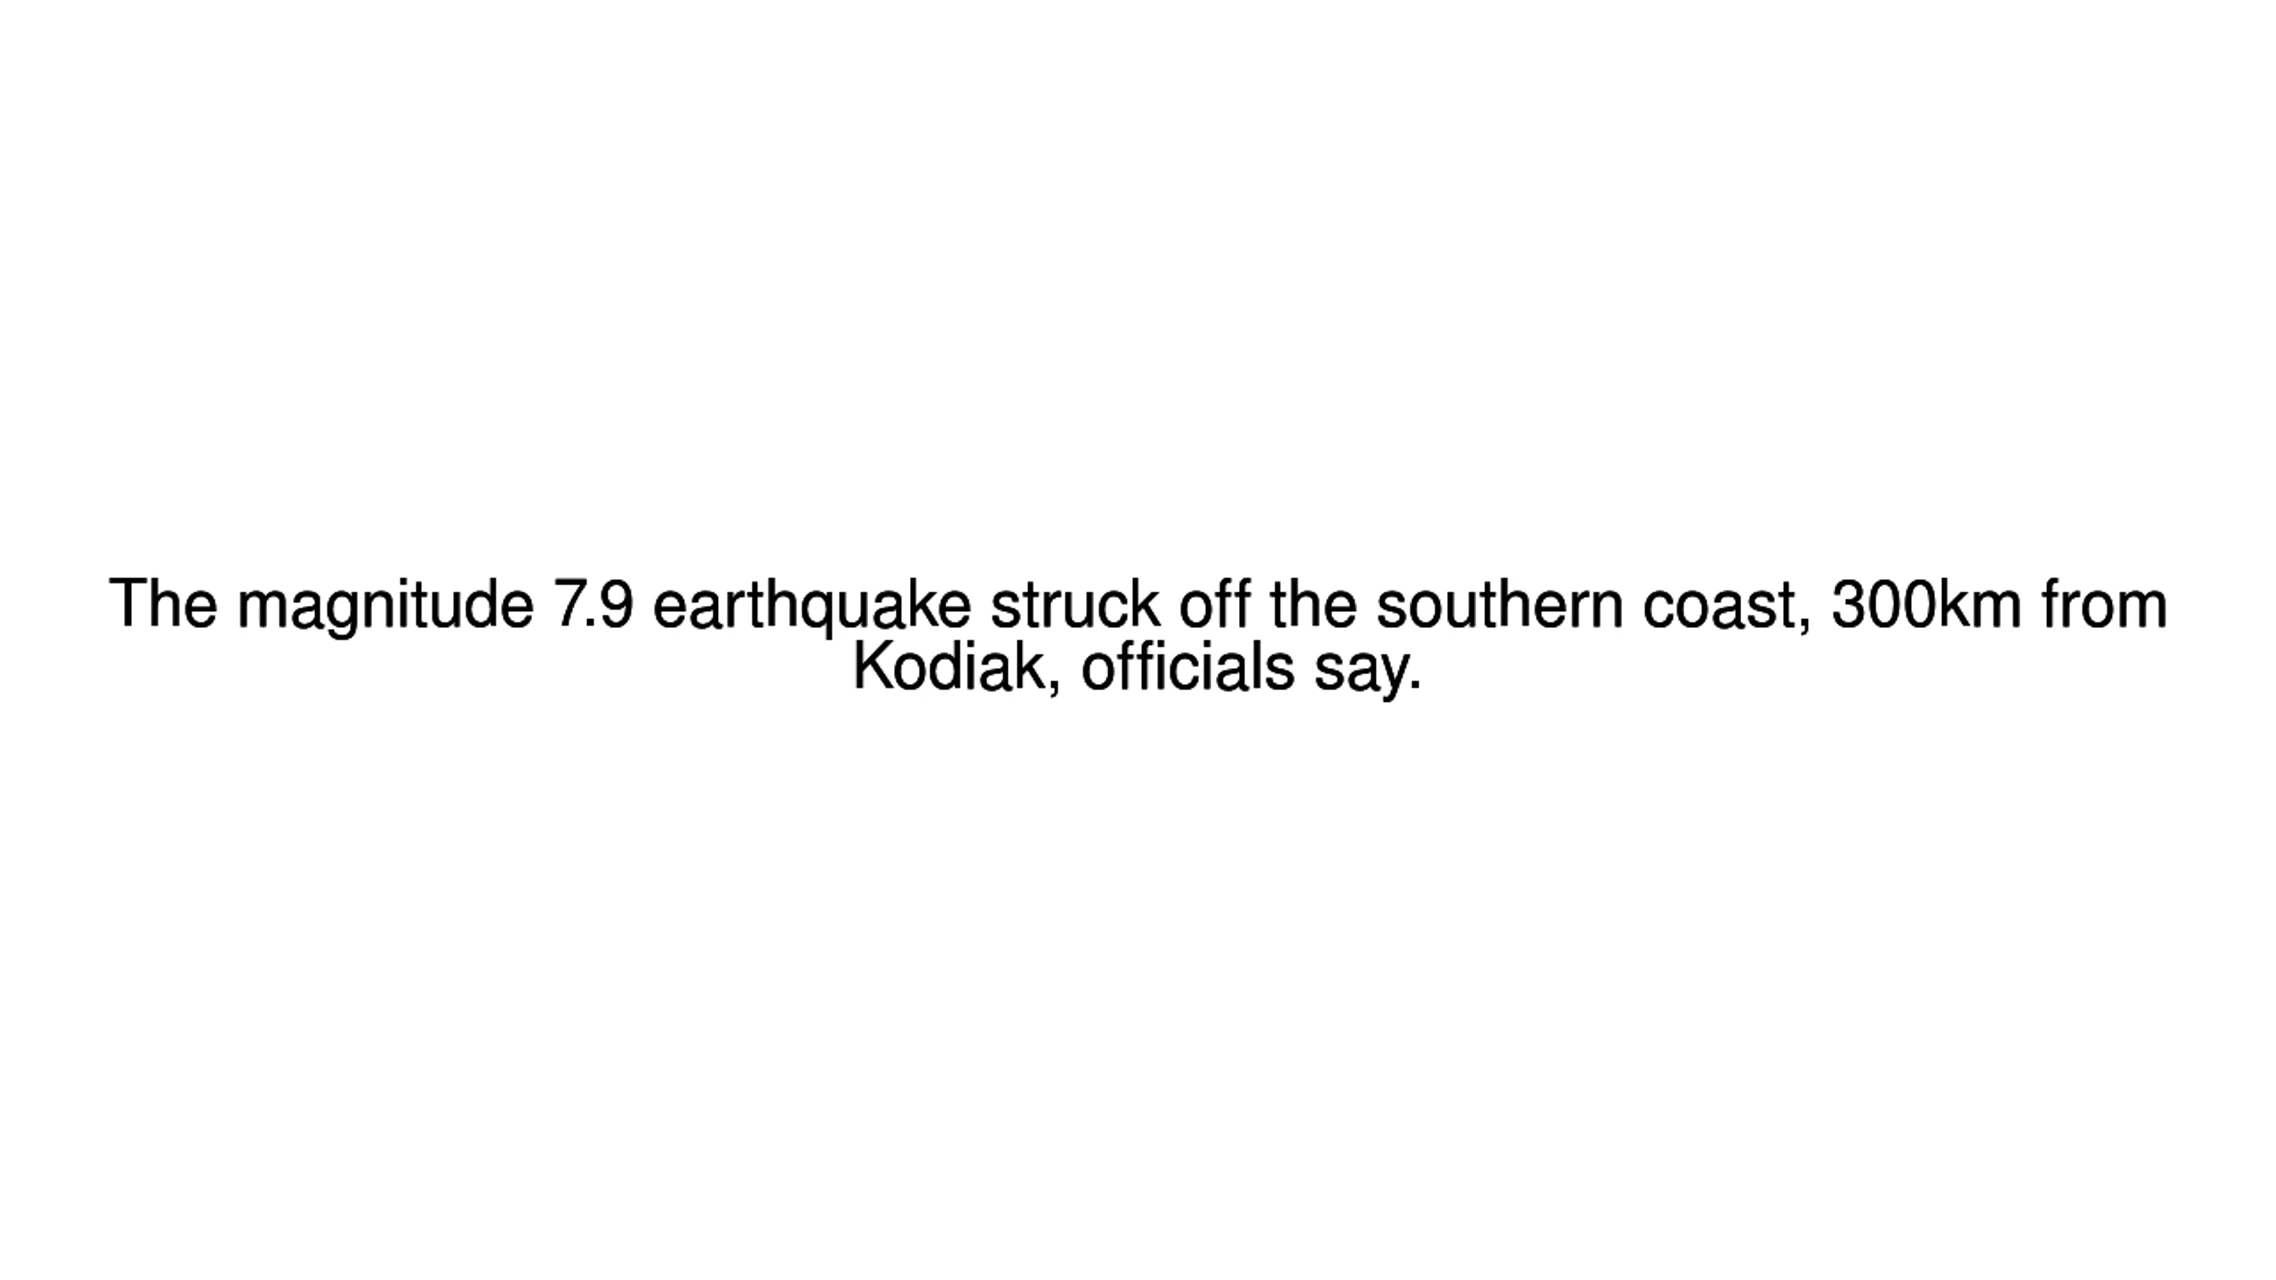 The magnitude 7.9 earthquake struck off the southern coast, 300km from
Kodiak, officials say.